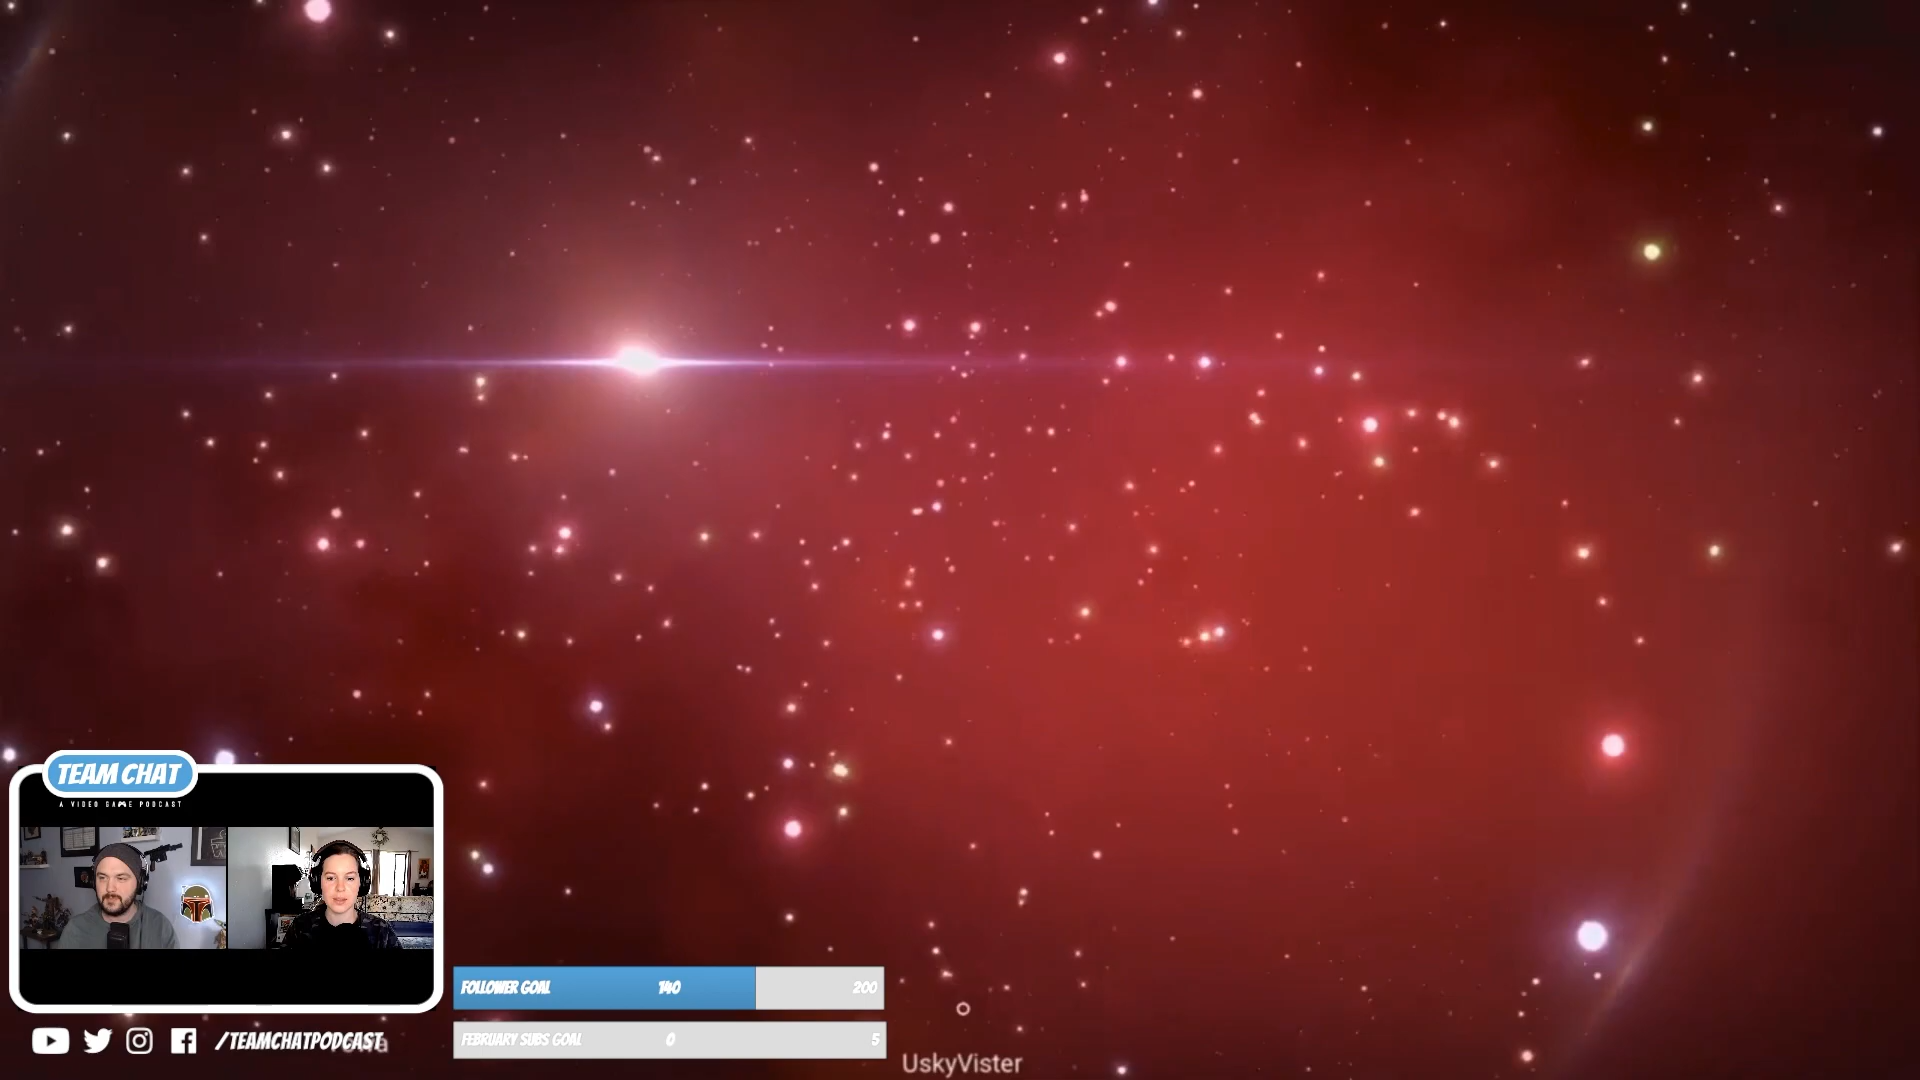 TEAM CHAT
A VIDEO GAME PODCAST
FOLLOWER GOAL 140 200
FEBRUARY SUBS GOAL 0 5
/TEAMCHATPODCAST
UskyVister